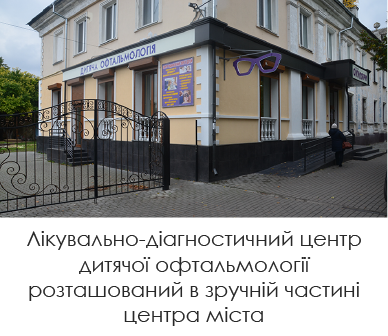 ДИТЯЧА ОФТАЛЬМОЛОГІЯ
Лікувально-діагностичний центр
дитячої офтальмології
розташований в зручній частині
центра міста